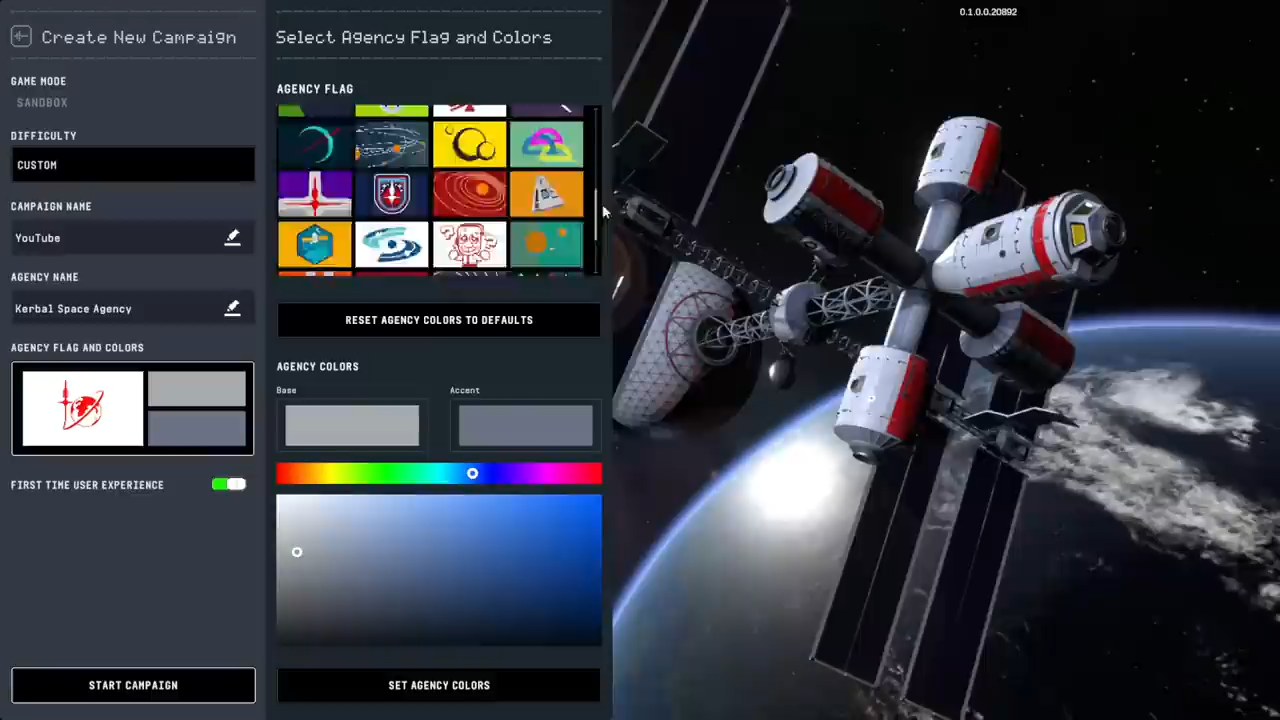 0.1.0.0.20892
Create New Campaign
GAME MODE
SANDBOX
DIFFICULTY
CUSTOM
CAMPAIGN NAME
YouTube
AGENCY NAME
Kerbal Space Agency
AGENCY FLAG AND COLORS
FIRST TIME USER EXPERIENCE
START CAMPAIGN
Select Agency Flag and Colors
AGENCY FLAG
RESET AGENCY COLORS TO DEFAULTS
AGENCY COLORS
Base
Accent
SET AGENCY COLORS